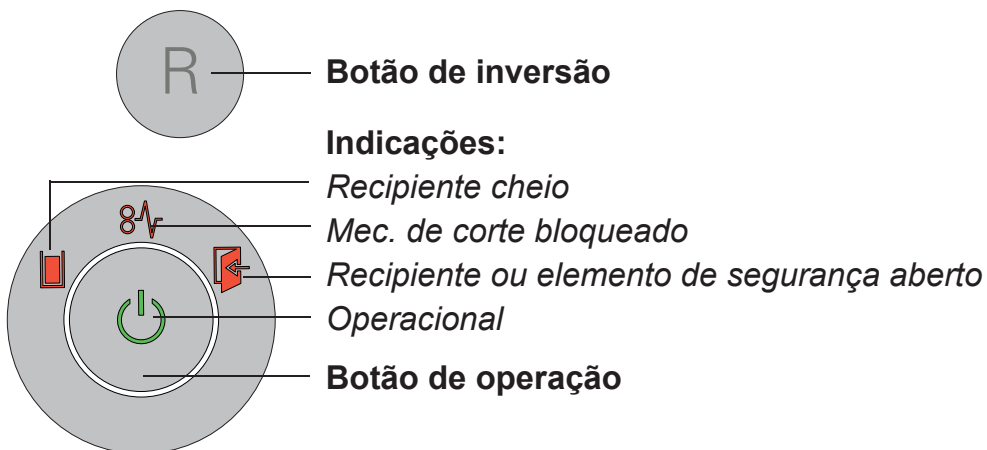 R
Botão de inversão
Indicações:
Recipiente cheio
Mec. de corte bloqueado
Recipiente ou elemento de segurança aberto
Operacional
Botão de operação